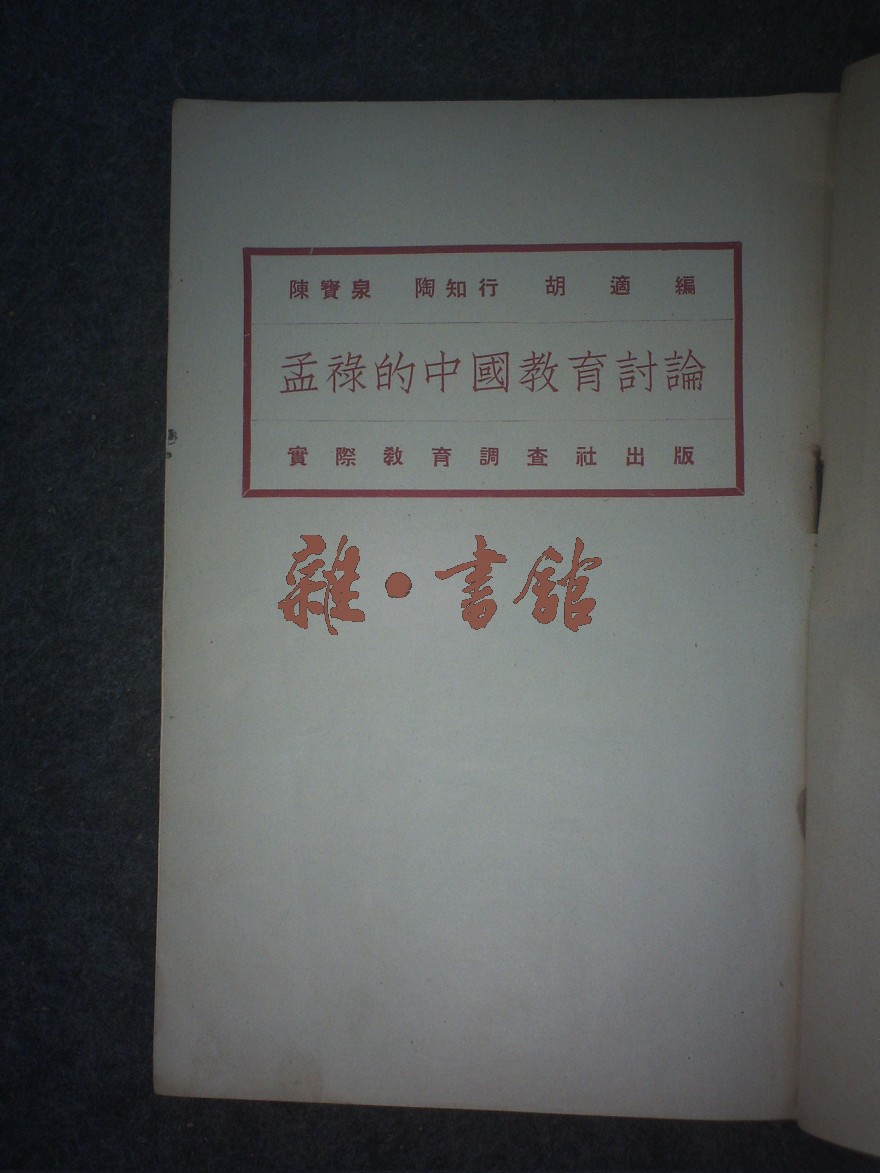 陳寶泉 陶知行 胡適編
孟祿的中國教育討論
實際教育調查社出版
雜·書館